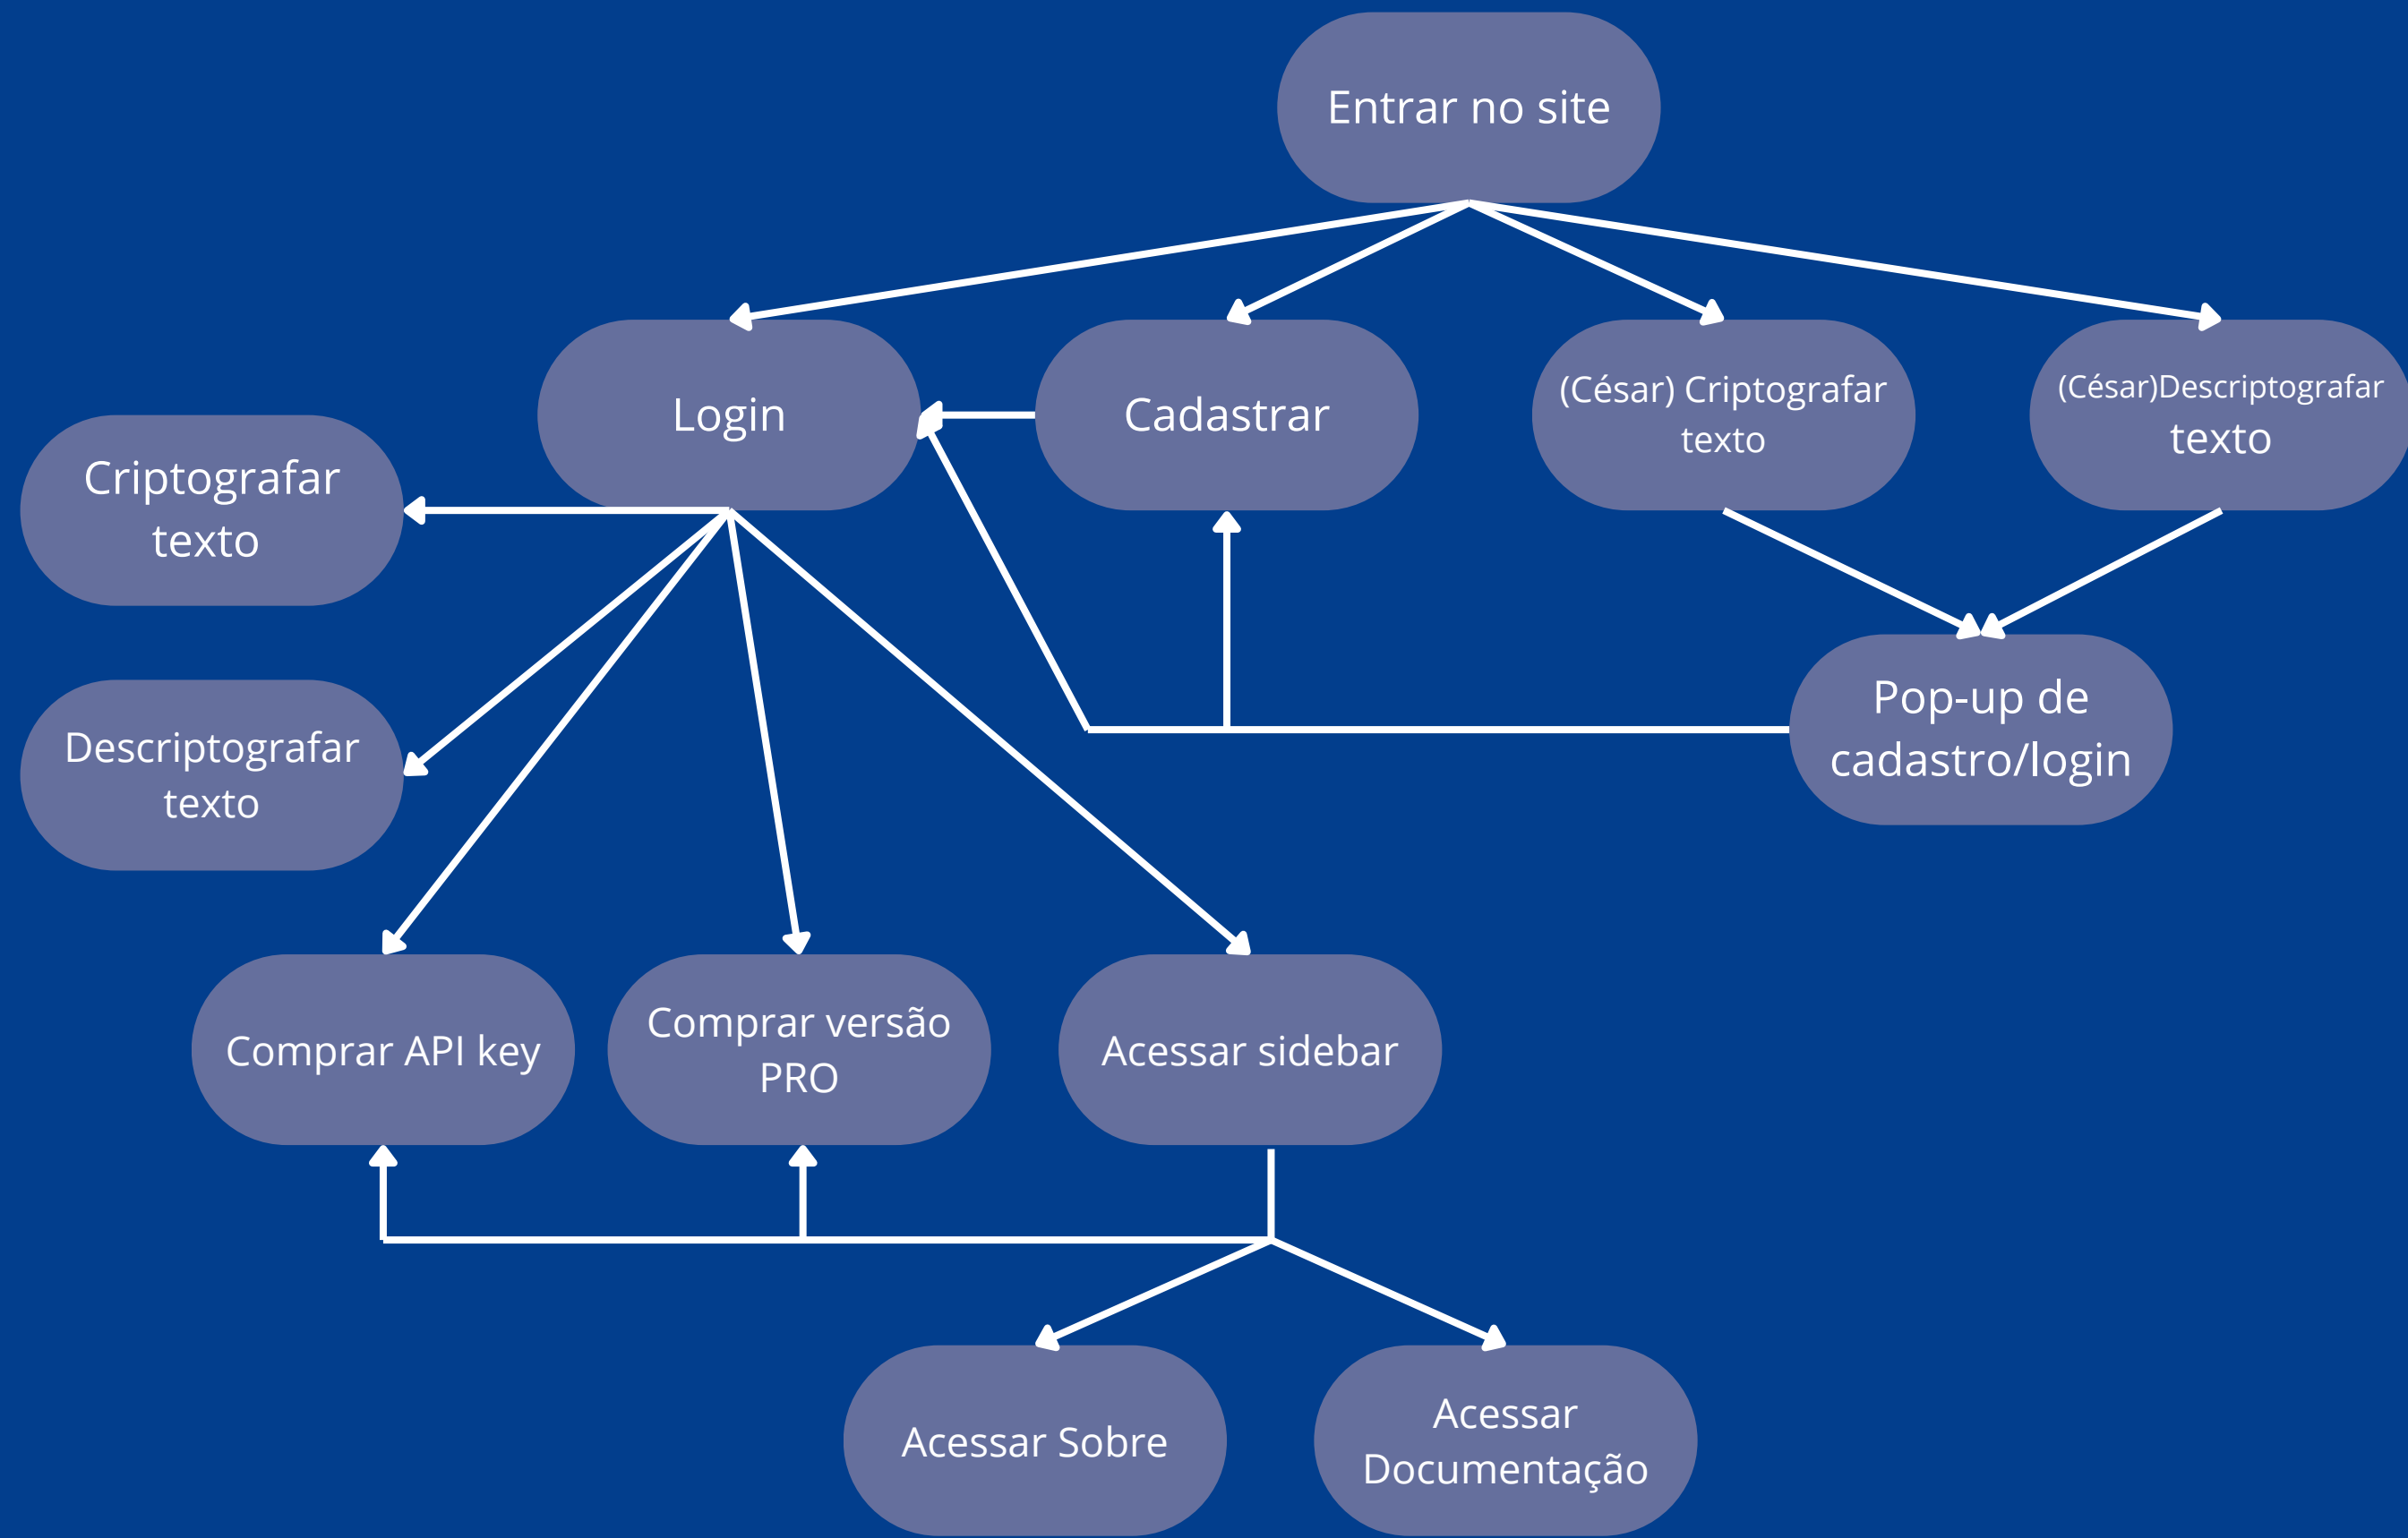 Entrar no site
Login
Cadastrar
(César) Criptografar
texto
(César)Descriptografar
texto
Criptografar
texto
Descriptografar
texto
Pop-up de
cadastro/login
Comprar API key
Comprar versão
PRO
Acessar sidebar
Acessar Sobre
Acessar
Documentação